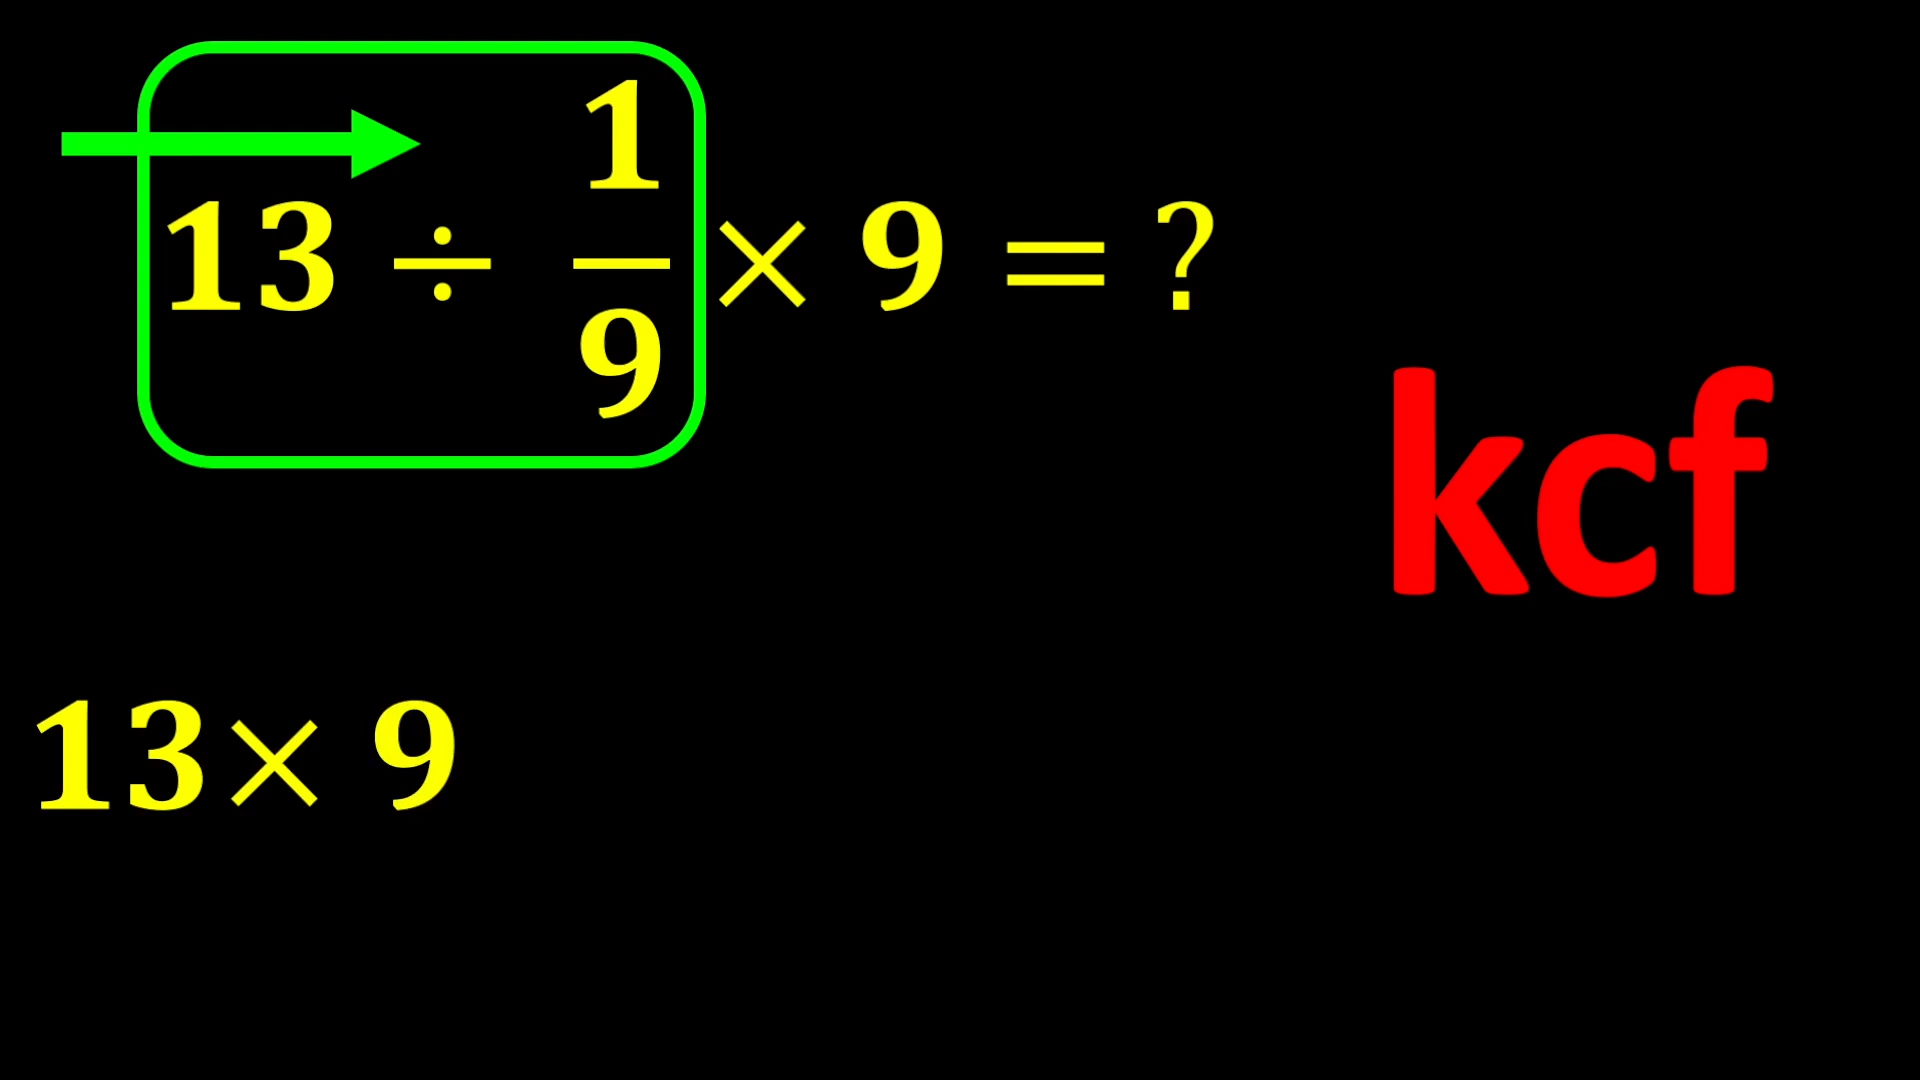 13 ÷ 1/9 × 9 = ?
kcf
13× 9